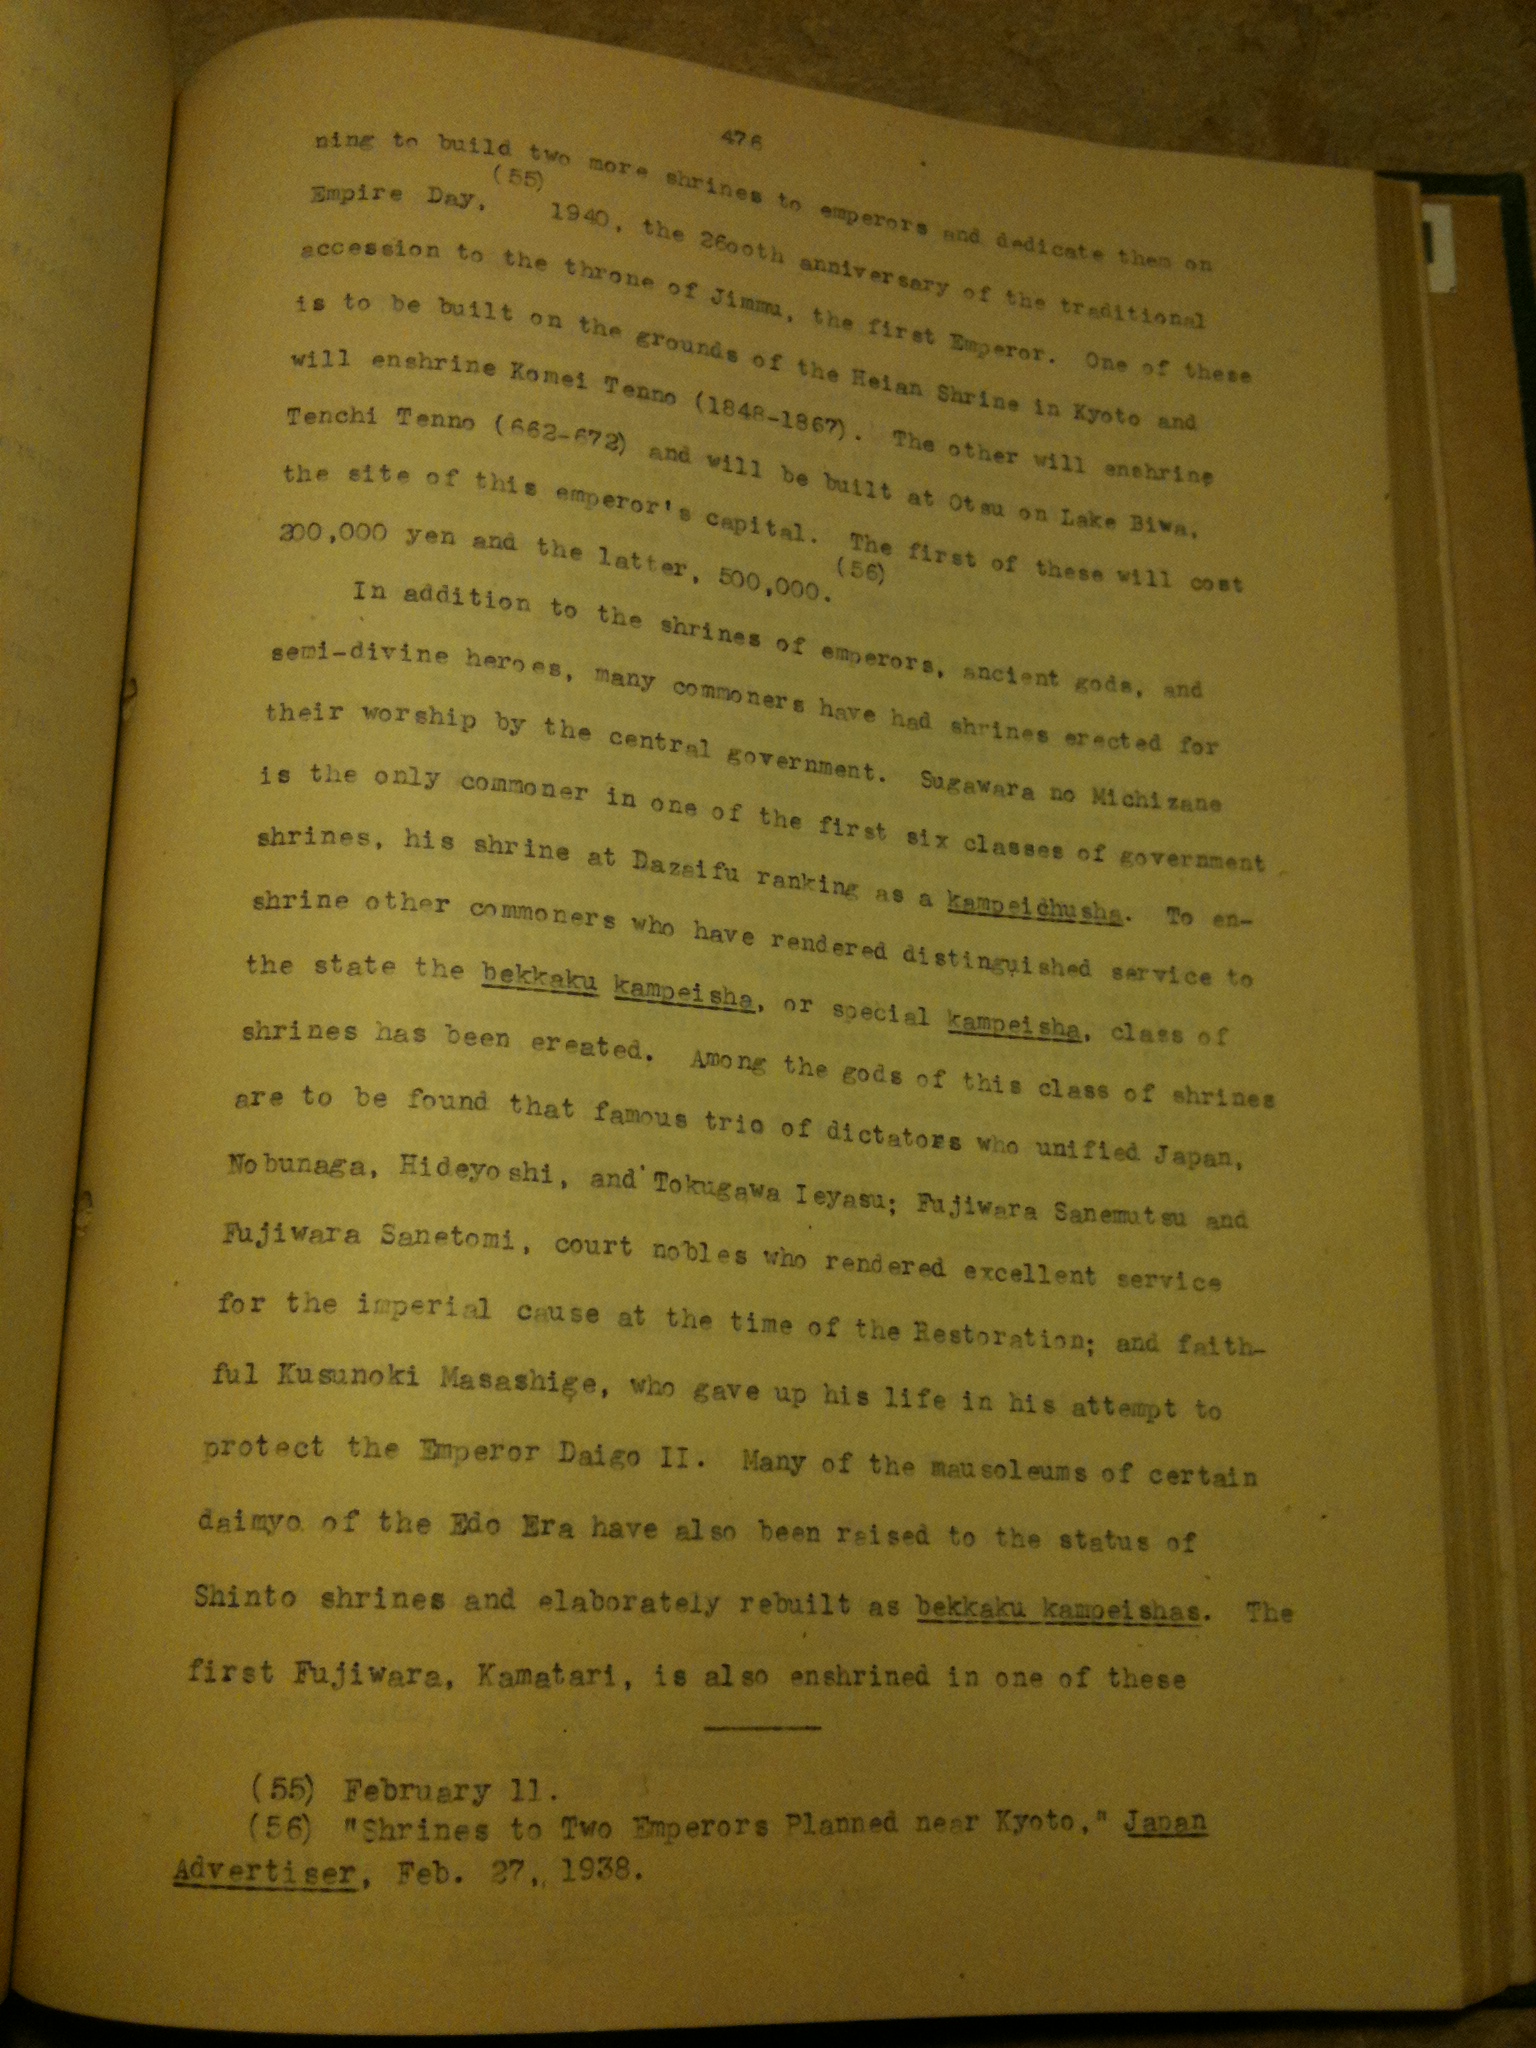 476
ning to build two more shrines to emperors and dedicate them on
Empire Day,(55) 1940, the 2600th anniversary of the traditional
accession to the throne of Jimmu, the first Emperor. One of these
is to be built on the grounds of the Heian Shrine in Kyoto and
will enshrine Komei Tenno (1848-1867). The other will enshrine
Tenchi Tenno (662-672) and will be built at Otsu on Lake Biwa,
the site of this emperor's capital. The first of these will cost
200,000 yen and the latter, 500,000.(56)
In addition to the shrines of emperors, ancient gods, and
semi-divine heroes, many commoners have had shrines erected for
their worship by the central government. Sugawara no Michizane
is the only commoner in one of the first six classes of government
shrines, his shrine at Dazaifu ranking as a kampeichusha. To en-
shrine other commoners who have rendered distinguished service to
the state the bekkaku kampeisha, or special kampeisha, class of
shrines has been ereated. Among the gods of this class of shrines
are to be found that famous trio of dictators who unified Japan,
Nobunaga, Hideyoshi, and Tokugawa Ieyasu; Fujiwara Sanemutsu and
Fujiwara Sanetomi, court nobles who rendered excellent service
for the imperial cause at the time of the Restoration; and faith-
ful Kusunoki Masashige, who gave up his life in his attempt to
protect the Emperor Daigo II. Many of the mausoleums of certain
daimyo of the Edo Era have also been raised to the status of
Shinto shrines and elaborately rebuilt as bekkaku kampeishas. The
first Fujiwara, Kamatari, is also enshrined in one of these
(55) February 11.
(56) "Shrines to Two Emperors Planned near Kyoto," Japan
Advertiser, Feb. 27, 1938.